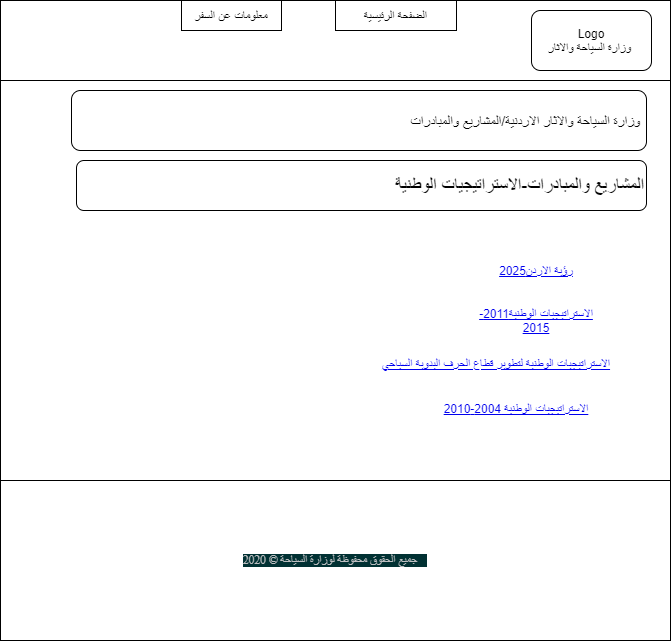 Logo
وزارة السياحة والاثار
الصفحة الرئيسية
معلومات عن السفر
وزارة السياحة والاثار الاردنية/المشاريع والمبادرات
المشاريع والمبادرات-الاستراتيجيات الوطنية
رؤية الاردن2025
الاستراتيجيات الوطنية2011-
2015
الاستراتيجيات الوطنية لتطوير قطاع الحرف اليدوية السياحي
الاستراتيجيات الوطنية 2004-2010
جميع الحقوق محفوظة لوزارة السياحة © 2020